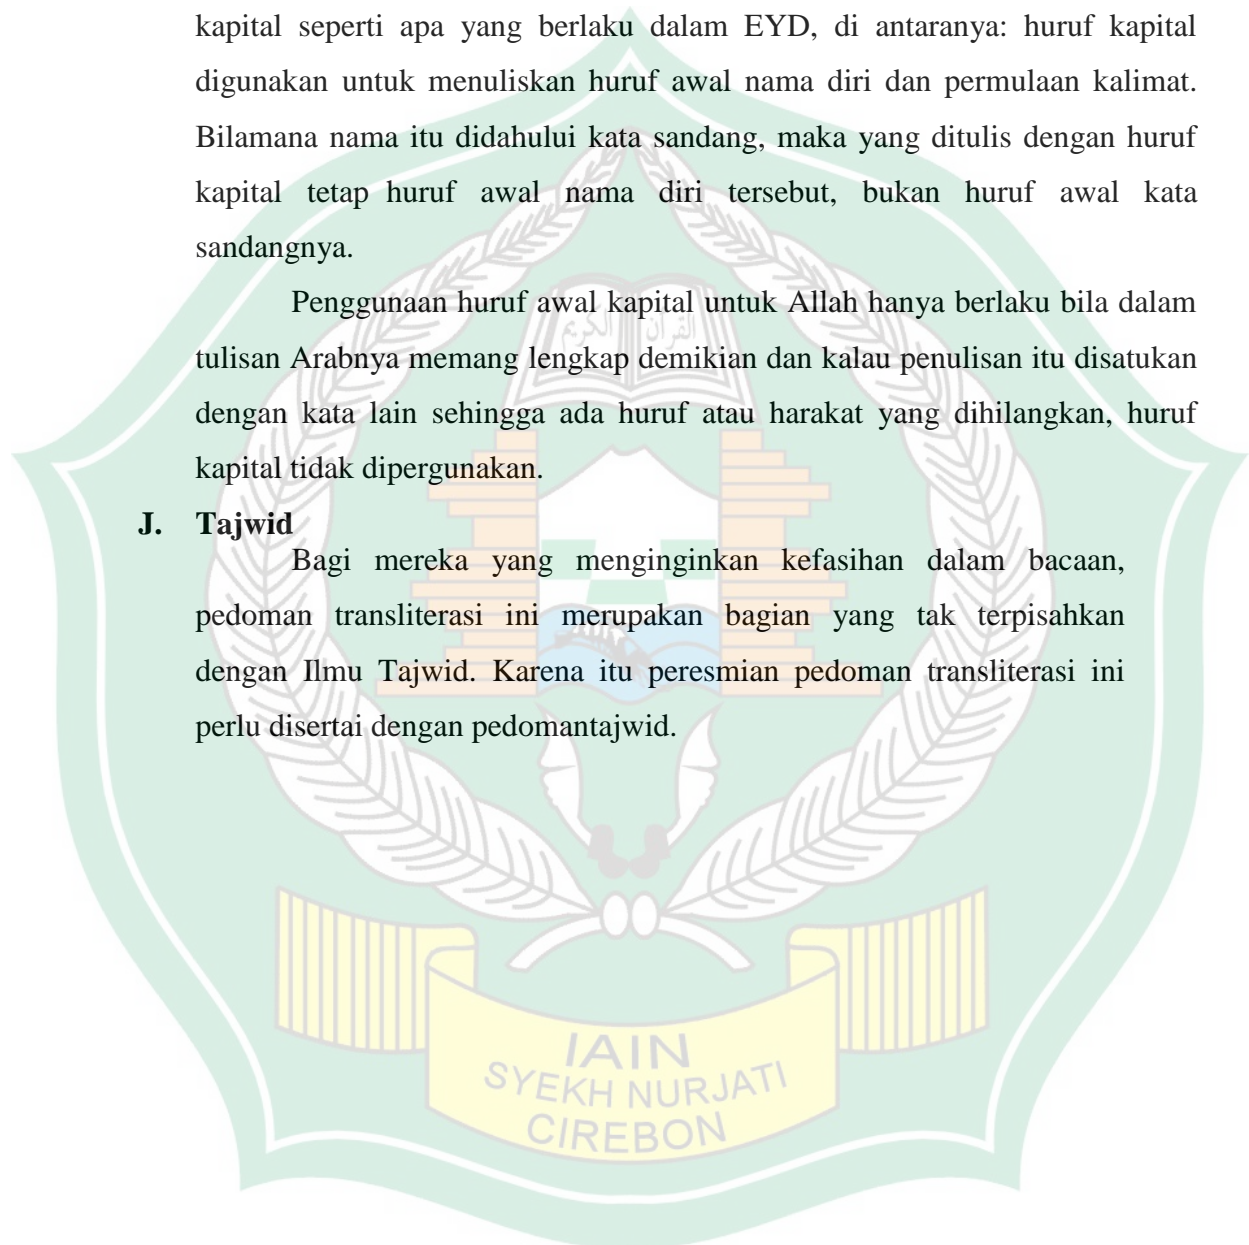 kapital seperti apa yang berlaku dalam EYD, di antaranya: huruf kapital
digunakan untuk menuliskan huruf awal nama diri dan permulaan kalimat.
Bilamana nama itu didahului kata sandang, maka yang ditulis dengan huruf
kapital tetap huruf awal nama diri tersebut, bukan huruf awal kata
sandangnya.
Penggunaan huruf awal kapital untuk Allah hanya berlaku bila dalam
tulisan Arabnya memang lengkap demikian dan kalau penulisan itu disatukan
dengan kata lain sehingga ada huruf atau harakat yang dihilangkan, huruf
kapital tidak dipergunakan.
J. Tajwid
Bagi mereka yang menginginkan kefasihan dalam bacaan,
pedoman transliterasi ini merupakan bagian yang tak terpisahkan
dengan Ilmu Tajwid. Karena itu peresmian pedoman transliterasi ini
perlu disertai dengan pedomantajwid.
القرآن الكريم
IAIN
SYEKH NURJATI
CIREBON